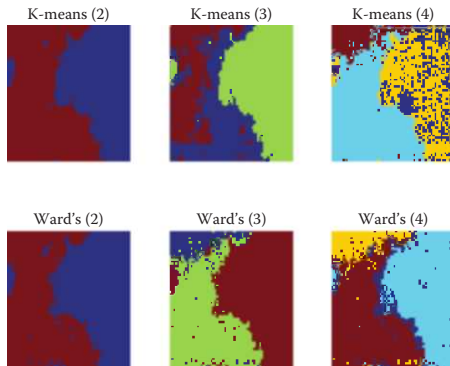 K-means (2)
K-means (3)
K-means (4)
Ward's (2)
Ward's (3)
Ward's (4)